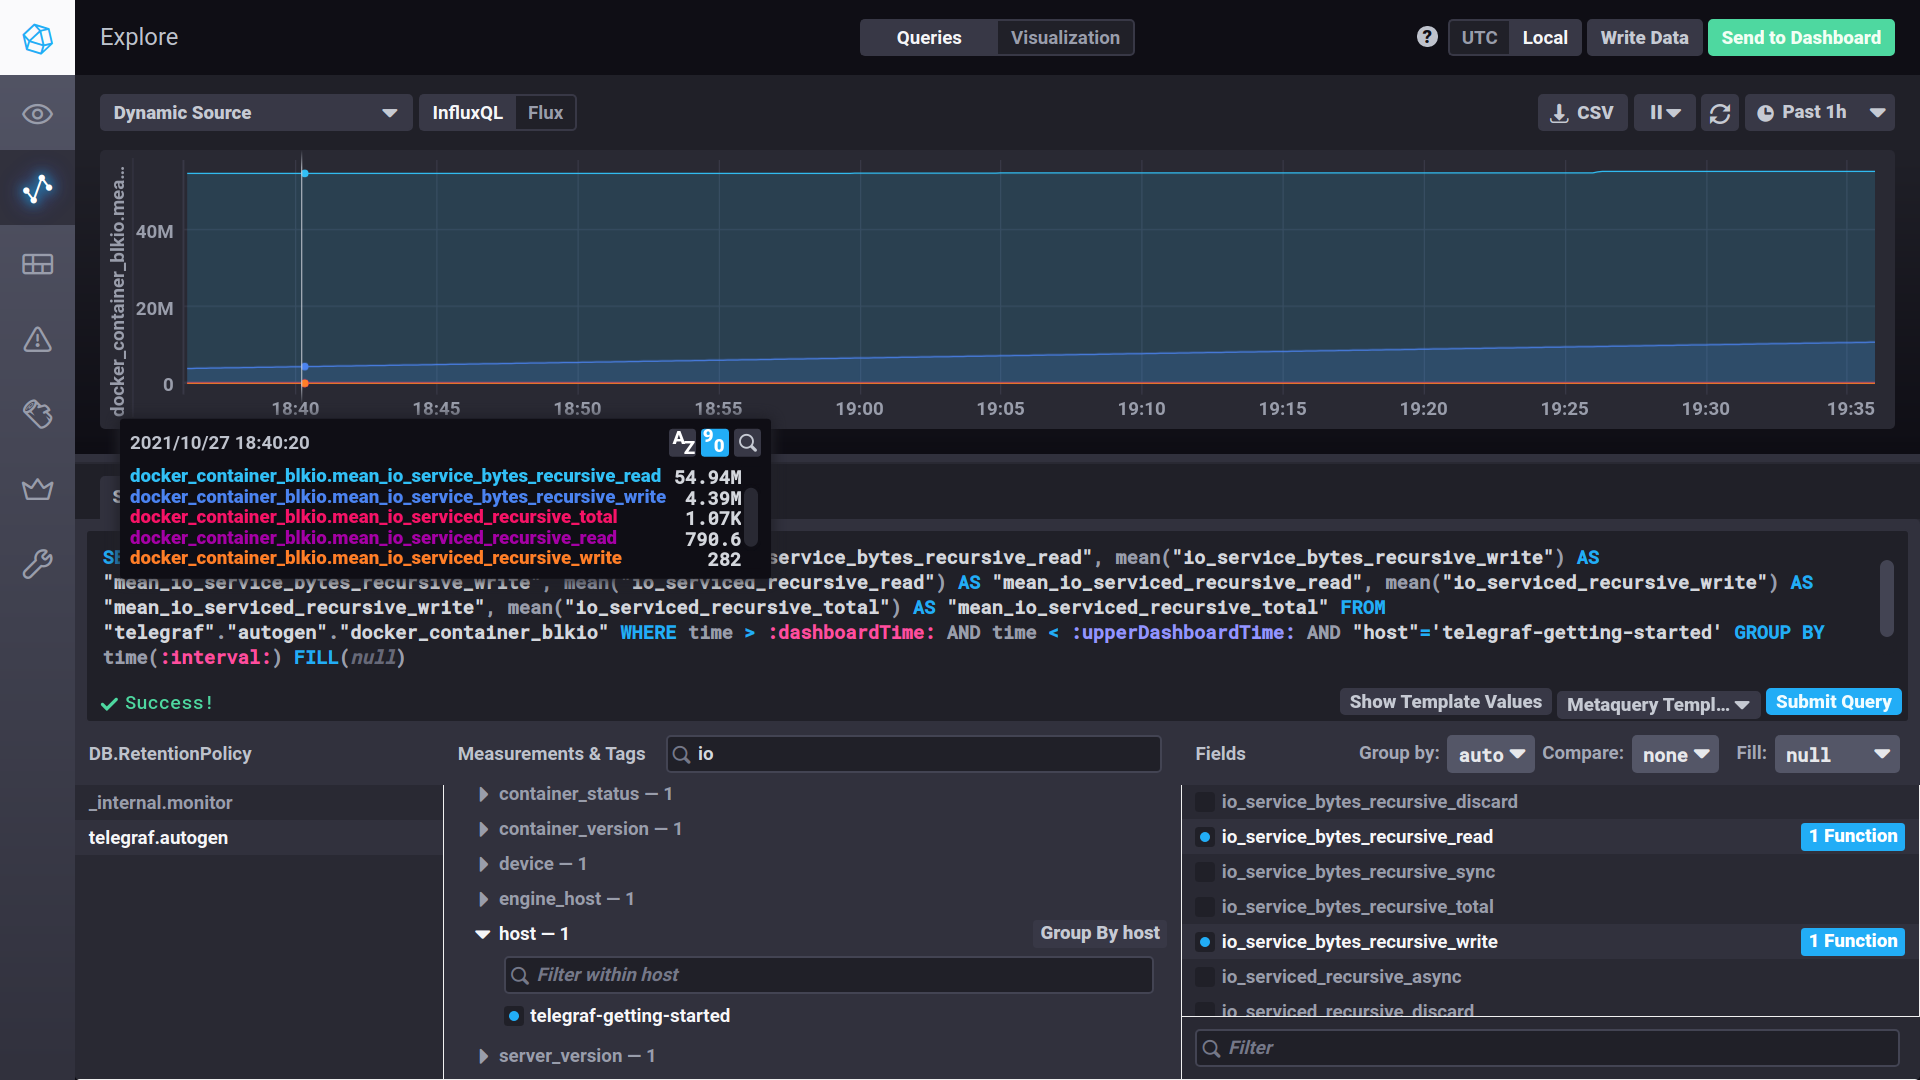 Explore
Queries
Visualization
?
UTC
Local
Write Data
Send to Dashboard
Dynamic Source
InfluxQL
Flux
CSV
Past 1h
docker_container_blkio.mea...
40M
20M
0
18:40
18:45
18:50
18:55
19:00
19:05
19:10
19:15
19:20
19:25
19:30
19:35
2021/10/27 18:40:20
AZ
90
docker_container_blkio.mean_io_service_bytes_recursive_read 54.94M
docker_container_blkio.mean_io_service_bytes_recursive_write 4.39M
docker_container_blkio.mean_io_serviced_recursive_total 1.07K
docker_container_blkio.mean_io_serviced_recursive_read 790.6
docker_container_blkio.mean_io_serviced_recursive_write 282
service_bytes_recursive_read", mean("io_service_bytes_recursive_write") AS
"mean_io_service_bytes_recursive_write", mean("io_serviced_recursive_read") AS "mean_io_serviced_recursive_read", mean("io_serviced_recursive_write") AS
"mean_io_serviced_recursive_write", mean("io_serviced_recursive_total") AS "mean_io_serviced_recursive_total" FROM
"telegraf"."autogen"."docker_container_blkio" WHERE time > :dashboardTime: AND time < :upperDashboardTime: AND "host"='telegraf-getting-started' GROUP BY
time(:interval:) FILL(null)
Success!
Show Template Values
Metaquery Templ...
Submit Query
DB.RetentionPolicy
_internal.monitor
telegraf.autogen
Measurements & Tags
io
container_status — 1
container_version — 1
device — 1
engine_host — 1
host — 1
Group By host
Filter within host
telegraf-getting-started
server_version — 1
Fields
Group by: auto
Compare: none
Fill: null
io_service_bytes_recursive_discard
io_service_bytes_recursive_read
1 Function
io_service_bytes_recursive_sync
io_service_bytes_recursive_total
io_service_bytes_recursive_write
1 Function
io_serviced_recursive_async
io_serviced_recursive_discard
Filter